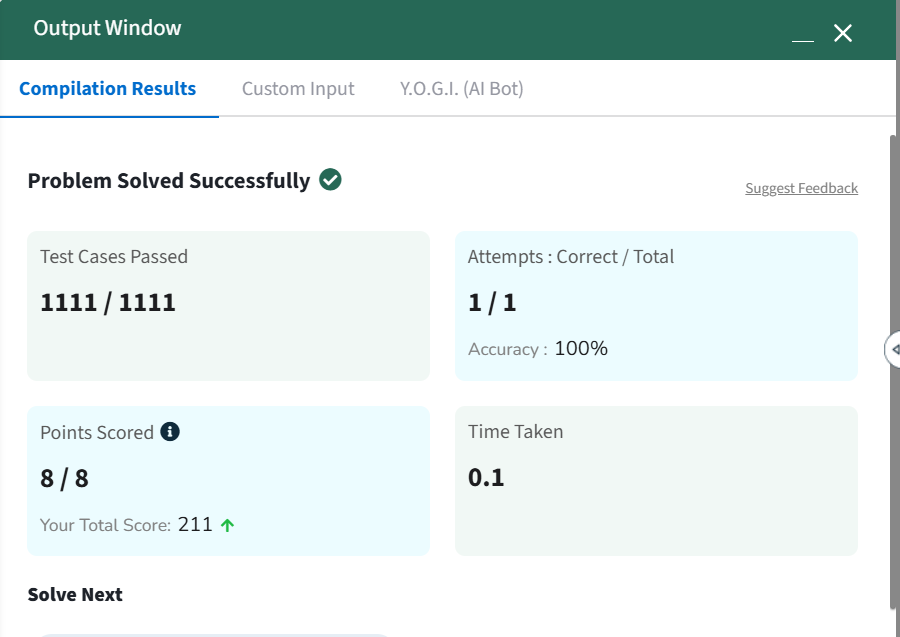 Output Window
Compilation Results
Custom Input
Y.O.G.I. (AI Bot)
Problem Solved Successfully
Suggest Feedback
Test Cases Passed
1111 / 1111
Attempts : Correct / Total
1 / 1
Accuracy : 100%
Points Scored
8 / 8
Your Total Score: 211
Time Taken
0.1
Solve Next